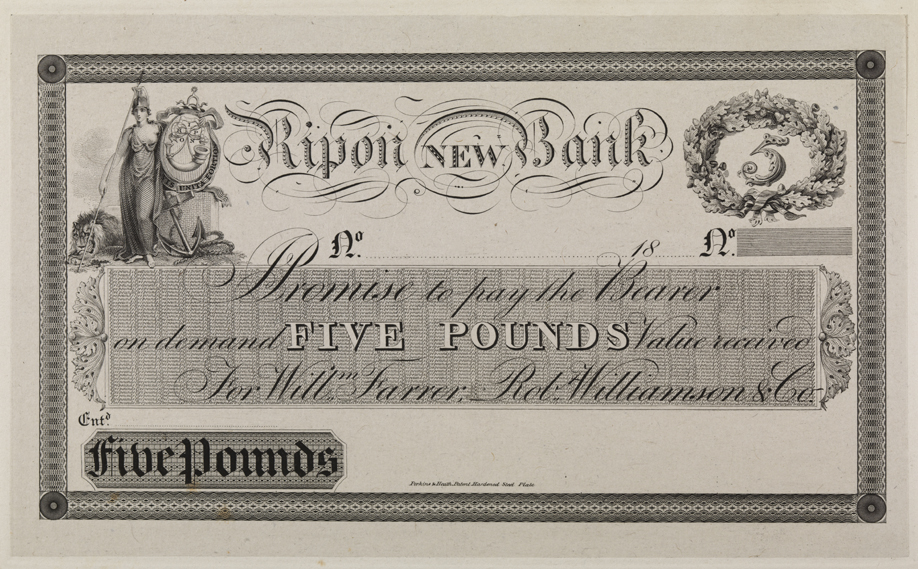 Ripon NEW Bank
5
No. 18 No.
I Promise to pay the Bearer
on demand FIVE POUNDS Value received
For Willm. Farrer, Robt. Williamson & Co.
Entd.
Five Pounds
Perkins & Heath, Patent Hardened Steel Plate.